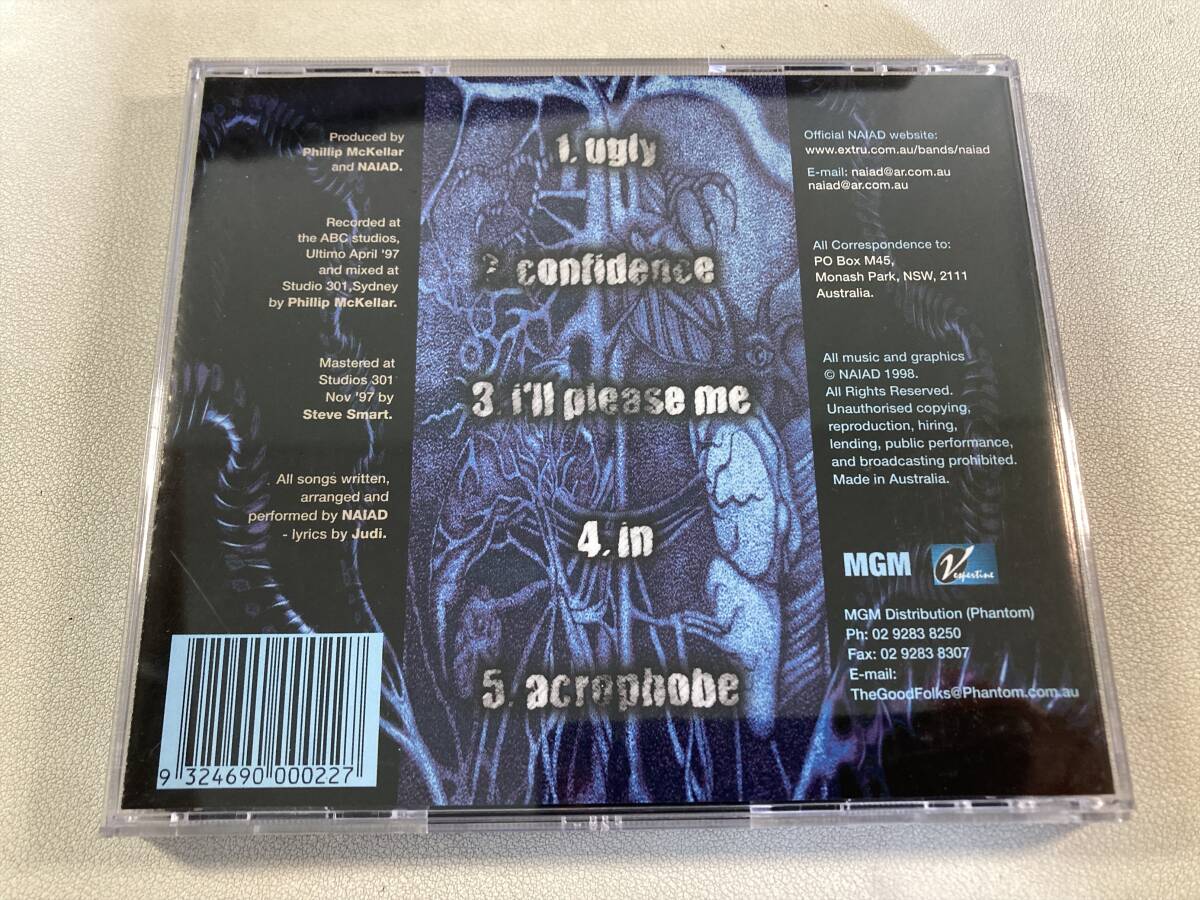 Produced by
Phillip McKellar
and NAIAD.
Recorded at
the ABC studios,
Ultimo April '97
and mixed at
Studio 301,Sydney
by Phillip McKellar.
Mastered at
Studios 301
Nov '97 by
Steve Smart.
All songs written,
arranged and
performed by NAIAD
- lyrics by Judi.
9 324690 000227
1. ugly
2. confidence
3. i'll please me
4. in
5. acrophobe
Official NAIAD website:
www.extru.com.au/bands/naiad
E-mail: naiad@ar.com.au
naiad@ar.com.au
All Correspondence to:
PO Box M45,
Monash Park, NSW, 2111
Australia.
All music and graphics
© NAIAD 1998.
All Rights Reserved.
Unauthorised copying,
reproduction, hiring,
lending, public performance,
and broadcasting prohibited.
Made in Australia.
MGM Vespertine
MGM Distribution (Phantom)
Ph: 02 9283 8250
Fax: 02 9283 8307
E-mail:
TheGoodFolks@Phantom.com.au